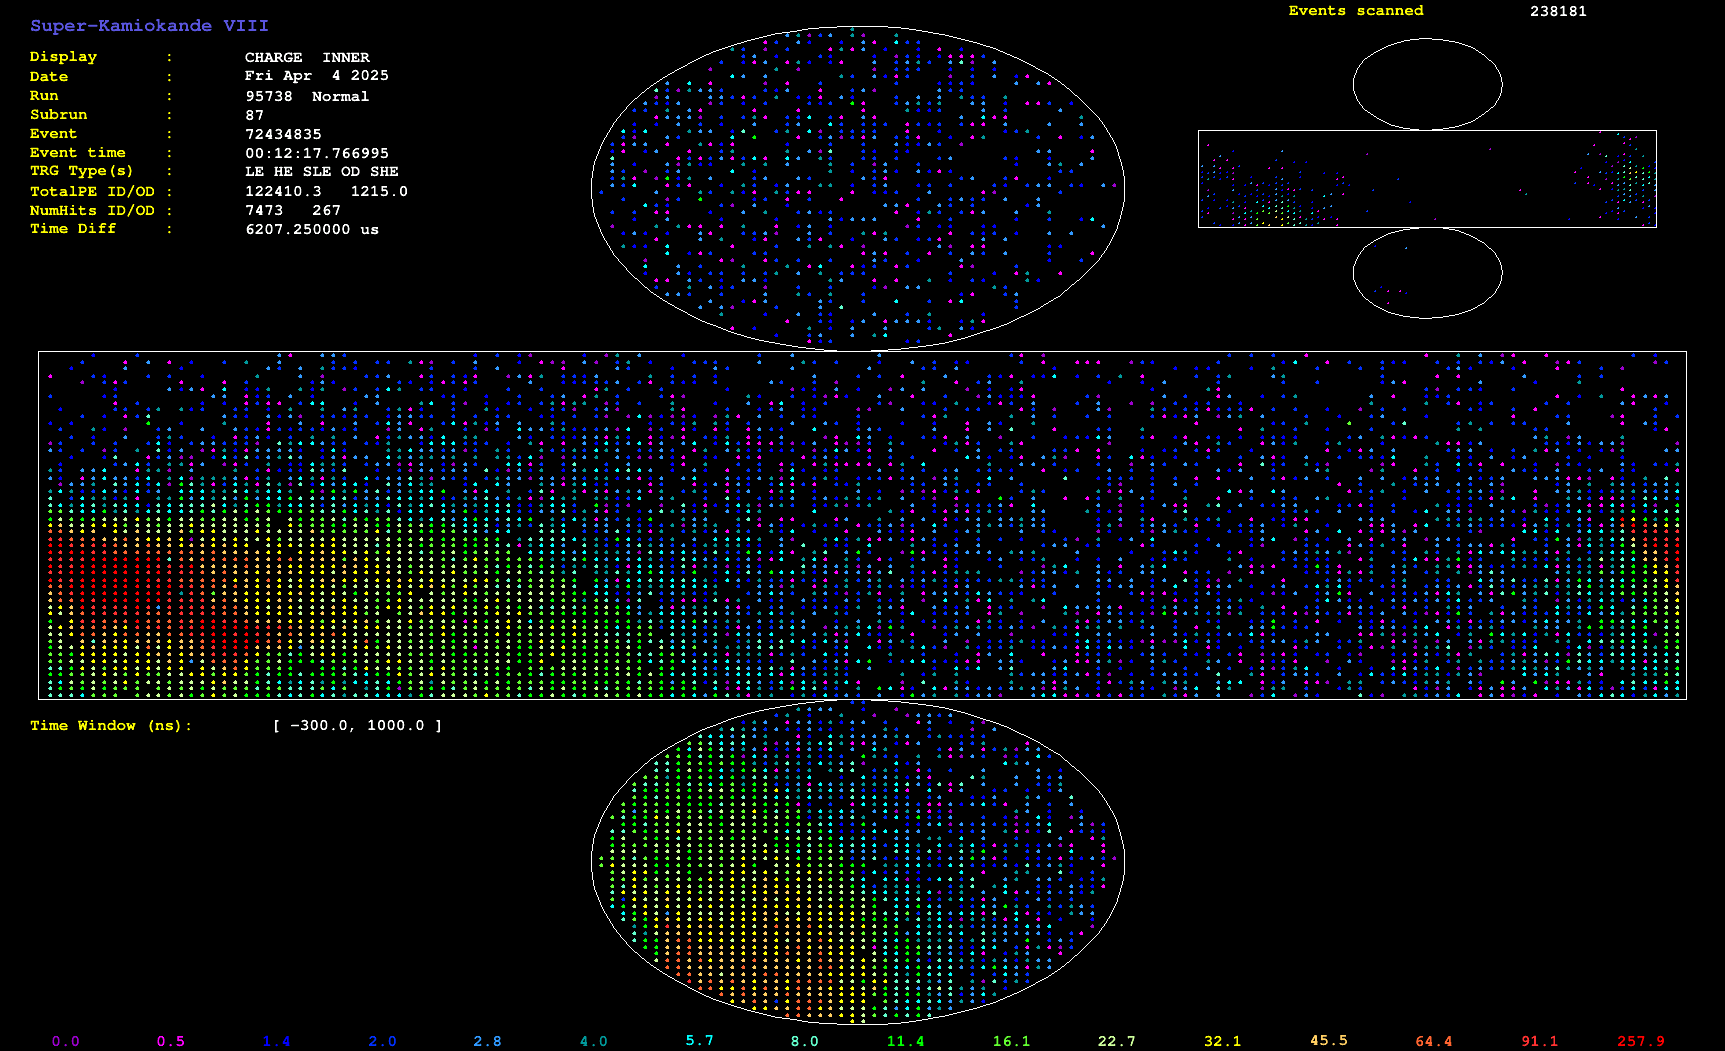 Super-Kamiokande VIII
Display : CHARGE INNER
Date : Fri Apr 4 2025
Run : 95738 Normal
Subrun : 87
Event : 72434835
Event time : 00:12:17.766995
TRG Type(s) : LE HE SLE OD SHE
TotalPE ID/OD : 122410.3 1215.0
NumHits ID/OD : 7473 267
Time Diff : 6207.250000 us
Events scanned 238181
Time Window (ns): [ -300.0, 1000.0 ]
0.0 0.5 1.4 2.0 2.8 4.0 5.7 8.0 11.4 16.1 22.7 32.1 45.5 64.4 91.1 257.9